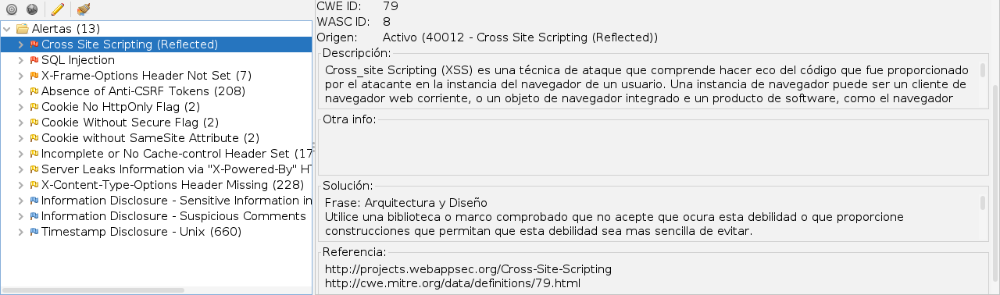 Alertas (13)
Cross Site Scripting (Reflected)
SQL Injection
X-Frame-Options Header Not Set (7)
Absence of Anti-CSRF Tokens (208)
Cookie No HttpOnly Flag (2)
Cookie Without Secure Flag (2)
Cookie without SameSite Attribute (2)
Incomplete or No Cache-control Header Set (17
Server Leaks Information via "X-Powered-By" HT
X-Content-Type-Options Header Missing (228)
Information Disclosure - Sensitive Information in
Information Disclosure - Suspicious Comments
Timestamp Disclosure - Unix (660)
CWE ID: 79
WASC ID: 8
Origen: Activo (40012 - Cross Site Scripting (Reflected))
Descripción:
Cross_site Scripting (XSS) es una técnica de ataque que comprende hacer eco del código que fue proporcionado
por el atacante en la instancia del navegador de un usuario. Una instancia de navegador puede ser un cliente de
navegador web corriente, o un objeto de navegador integrado e un producto de software, como el navegador
Otra info:
Solución:
Frase: Arquitectura y Diseño
Utilice una biblioteca o marco comprobado que no acepte que ocura esta debilidad o que proporcione
construcciones que permitan que esta debilidad sea mas sencilla de evitar.
Referencia:
http://projects.webappsec.org/Cross-Site-Scripting
http://cwe.mitre.org/data/definitions/79.html